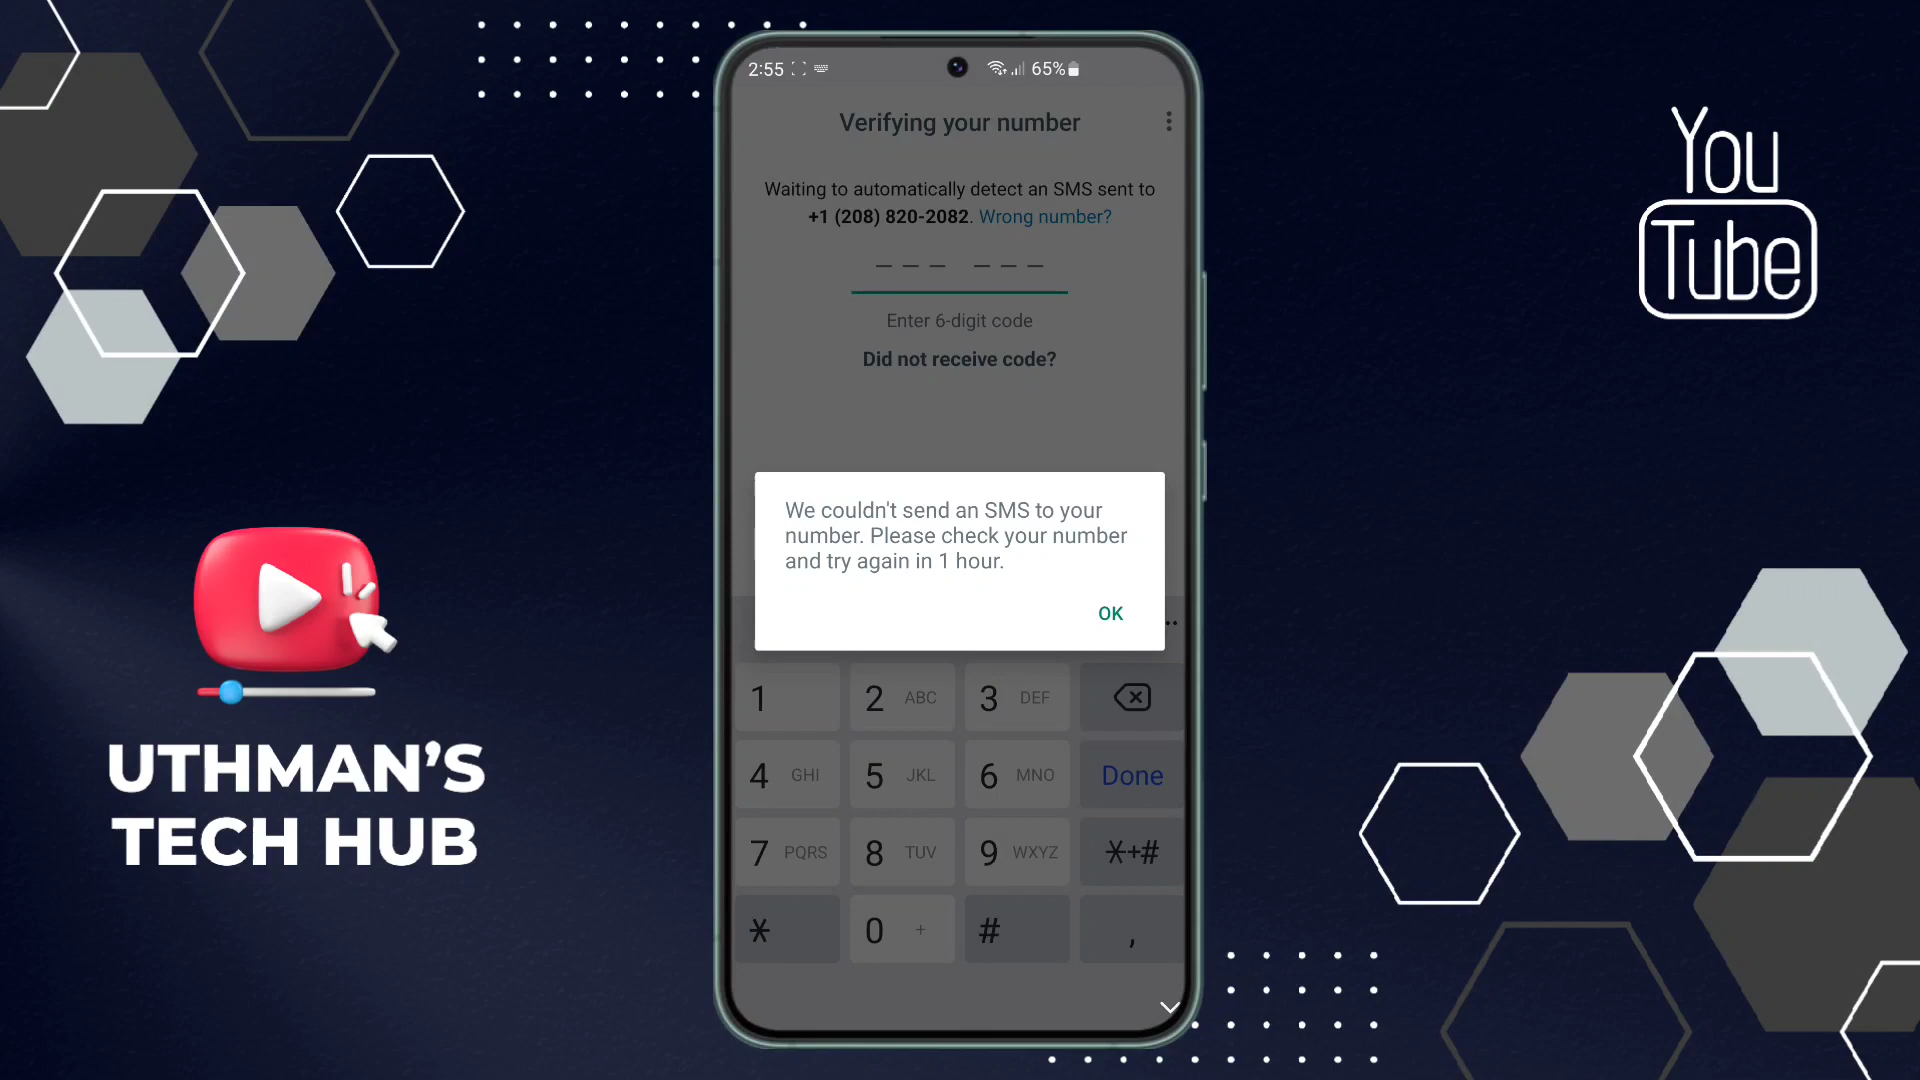 2:55
65%
Verifying your number
Waiting to automatically detect an SMS sent to
+1 (208) 820-2082. Wrong number?
Enter 6-digit code
Did not receive code?
We couldn't send an SMS to your
number. Please check your number
and try again in 1 hour.
OK
1
2 ABC
3 DEF
4 GHI
5 JKL
6 MNO
Done
7 PQRS
8 TUV
9 WXYZ
*+#
*
0 +
#
,
You
Tube
UTHMAN’S
TECH HUB